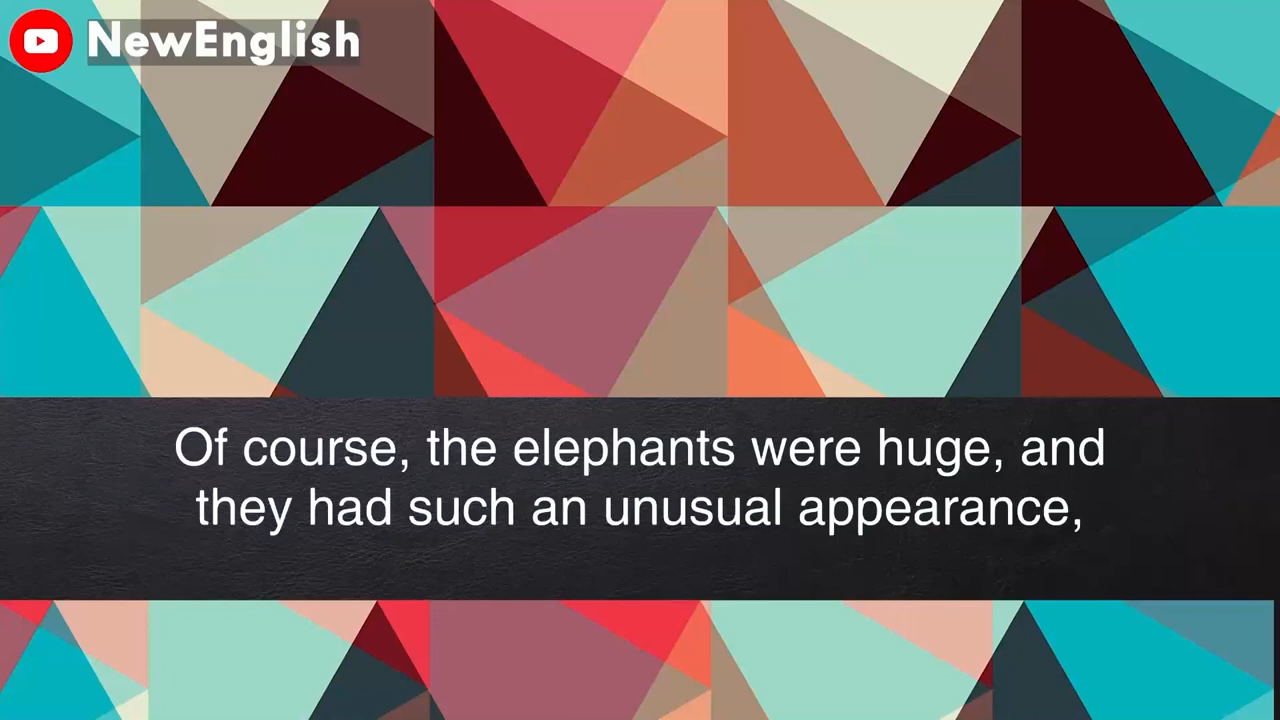 NewEnglish
Of course, the elephants were huge, and
they had such an unusual appearance,